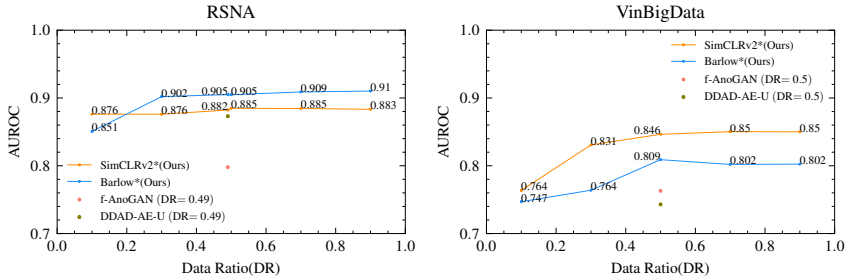 RSNA
1.0
0.9
0.8
0.7
AUROC
0.876
0.851
0.902
0.876
0.905
0.882
0.905
0.885
0.909
0.885
0.91
0.883
SimCLRv2*(Ours)
Barlow*(Ours)
f-AnoGAN (DR= 0.49)
DDAD-AE-U (DR= 0.49)
0.0 0.2 0.4 0.6 0.8 1.0
Data Ratio(DR)
VinBigData
1.0
0.9
0.8
0.7
AUROC
SimCLRv2*(Ours)
Barlow*(Ours)
f-AnoGAN (DR= 0.5)
DDAD-AE-U (DR= 0.5)
0.764
0.747
0.831
0.764
0.846
0.809
0.85
0.802
0.85
0.802
0.0 0.2 0.4 0.6 0.8 1.0
Data Ratio(DR)